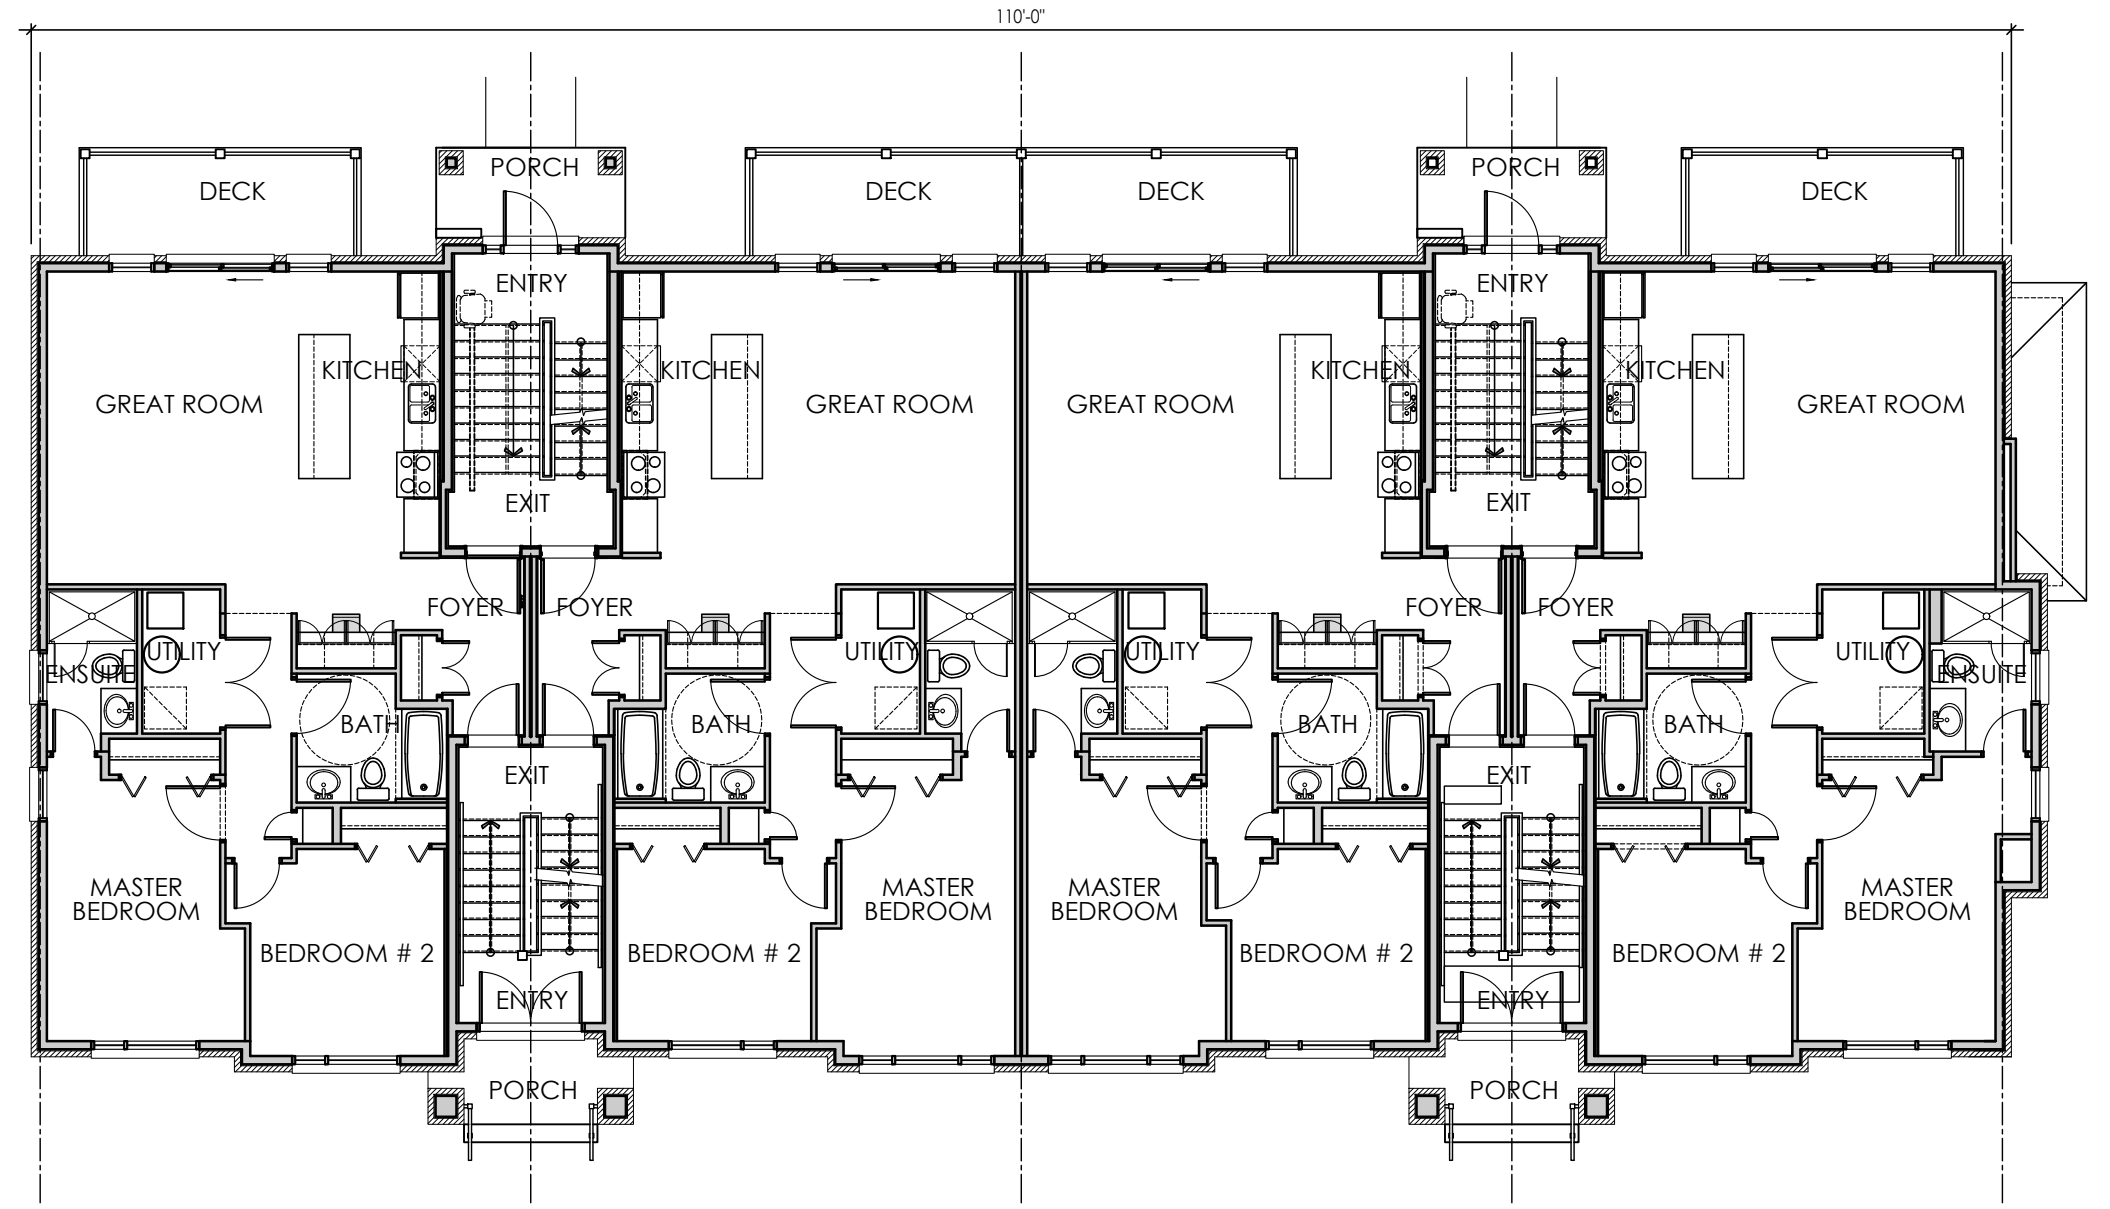 110'-0"
PORCH
PORCH
DECK
DECK
DECK
DECK
ENTRY
ENTRY
KITCHEN
KITCHEN
KITCHEN
KITCHEN
GREAT ROOM
GREAT ROOM
GREAT ROOM
GREAT ROOM
EXIT
EXIT
FOYER
FOYER
FOYER
FOYER
UTILITY
UTILITY
UTILITY
UTILITY
ENSUITE
ENSUITE
BATH
BATH
BATH
BATH
EXIT
EXIT
MASTER
BEDROOM
MASTER
BEDROOM
MASTER
BEDROOM
MASTER
BEDROOM
BEDROOM # 2
BEDROOM # 2
BEDROOM # 2
BEDROOM # 2
ENTRY
ENTRY
PORCH
PORCH